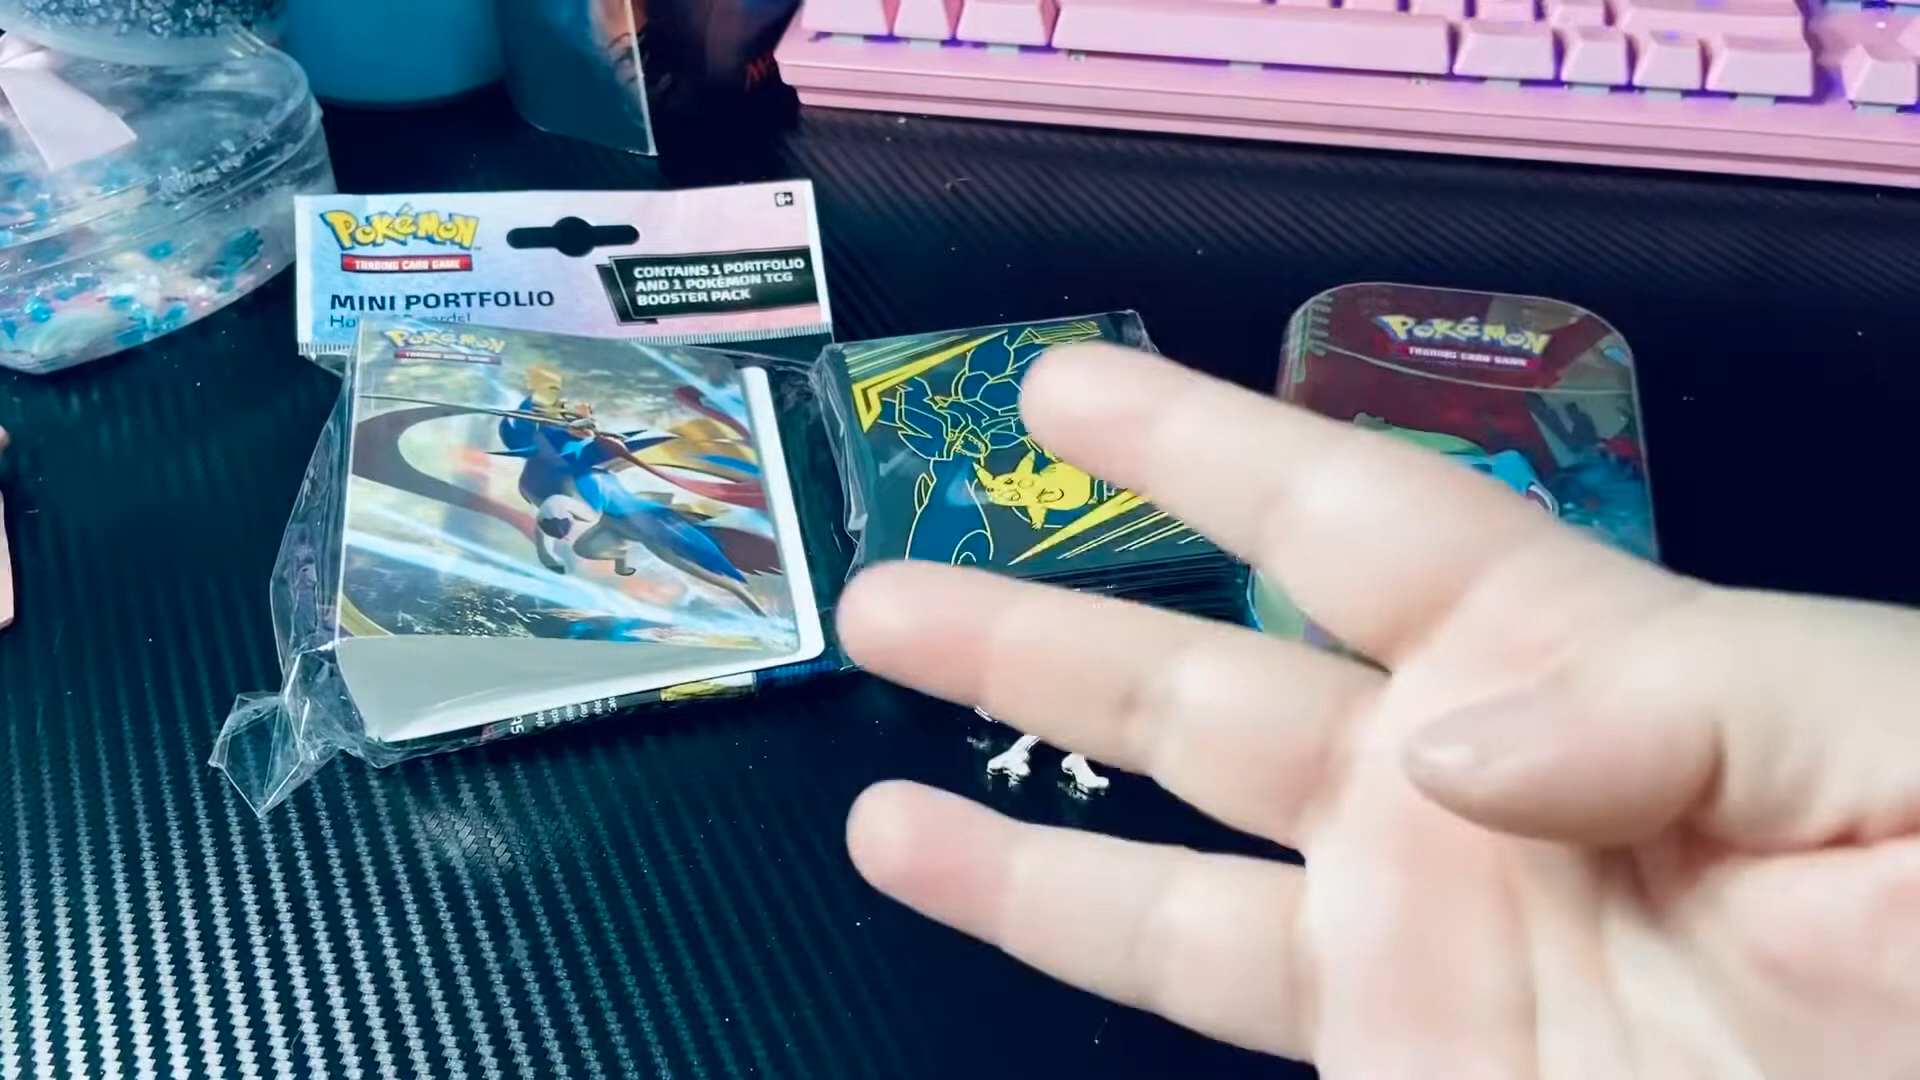 POKéMON
TRADING CARD GAME
6+
MINI PORTFOLIO
CONTAINS 1 PORTFOLIO
AND 1 POKÉMON TCG
BOOSTER PACK
POKéMON
TRADING CARD GAME
POKéMON
TRADING CARD GAME